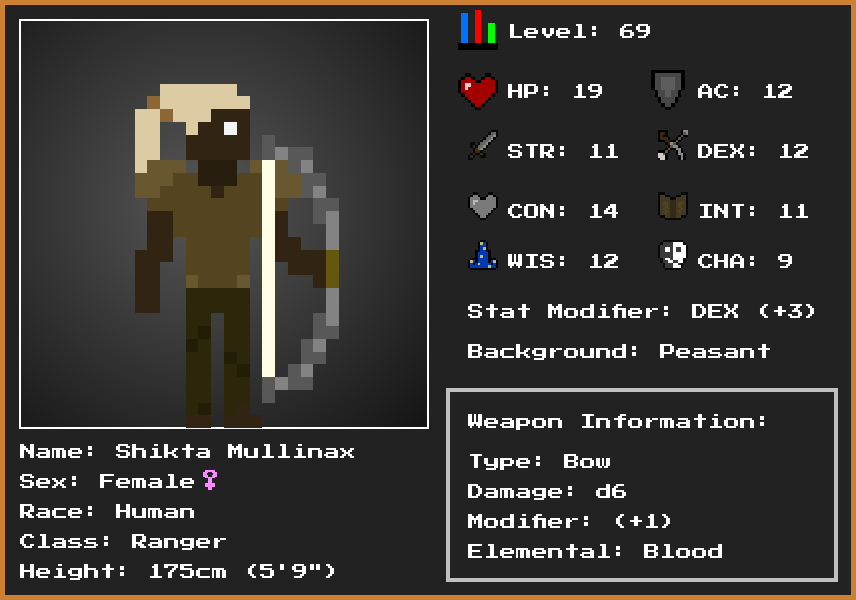 Level: 69
HP: 19
AC: 12
STR: 11
DEX: 12
CON: 14
INT: 11
WIS: 12
CHA: 9
Stat Modifier: DEX (+3)
Background: Peasant
Weapon Information:
Type: Bow
Damage: d6
Modifier: (+1)
Elemental: Blood
Name: Shikta Mullinax
Sex: Female♀
Race: Human
Class: Ranger
Height: 175cm (5'9")